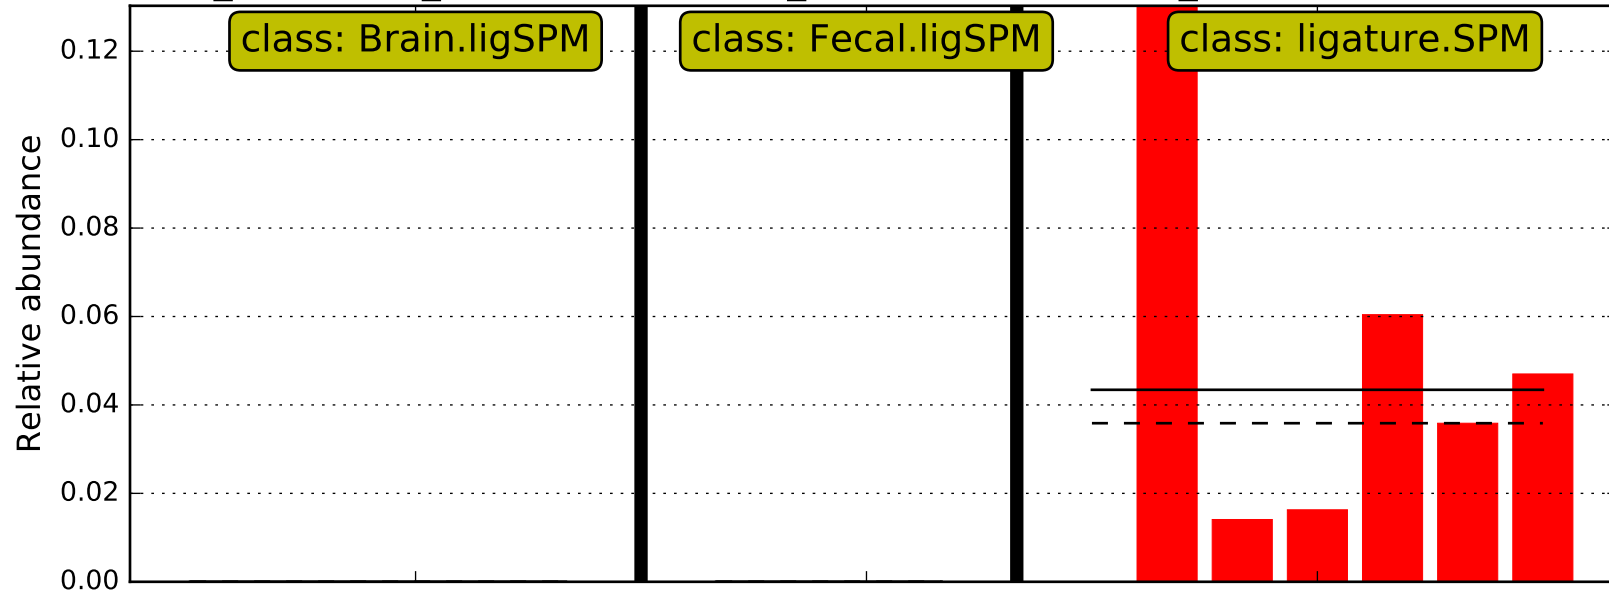 class: Brain.ligSPM
class: Fecal.ligSPM
class: ligature.SPM
Relative abundance
0.12
0.10
0.08
0.06
0.04
0.02
0.00